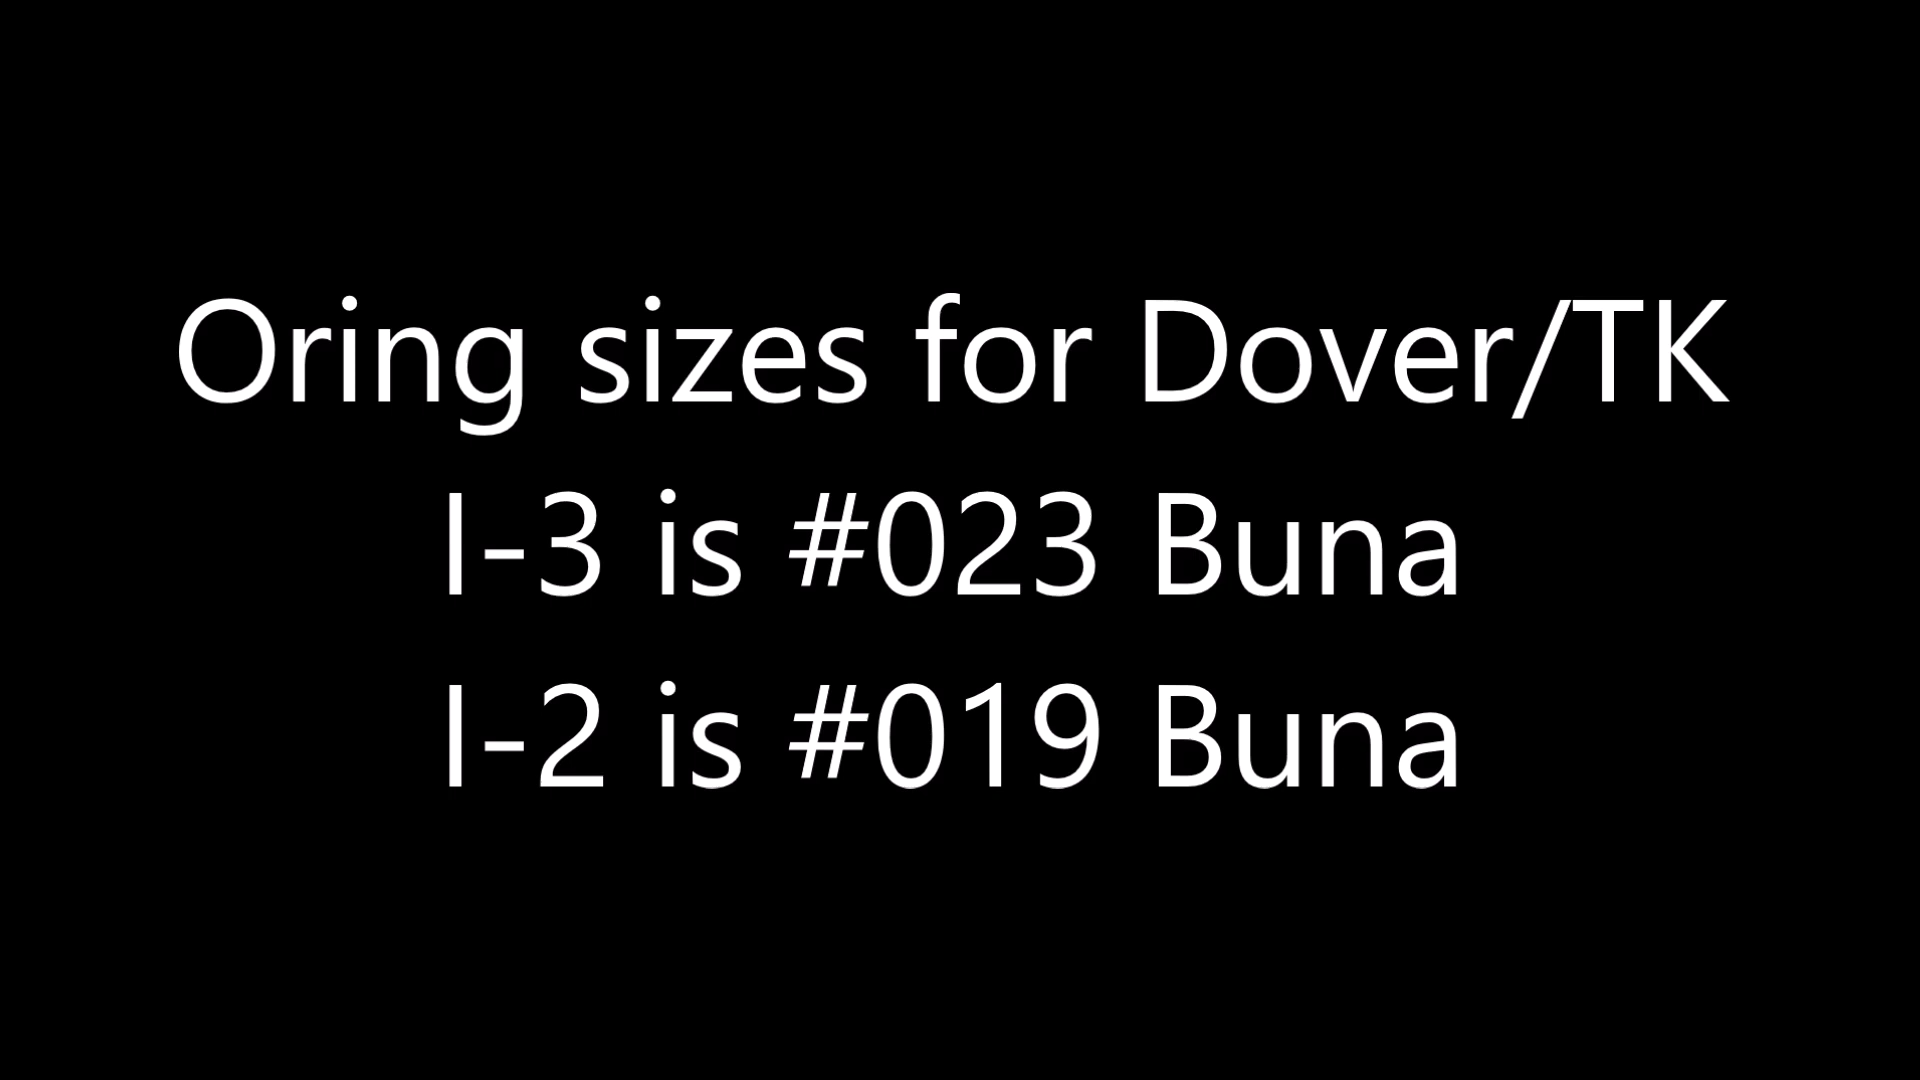 Oring sizes for Dover/TK
I-3 is #023 Buna
I-2 is #019 Buna